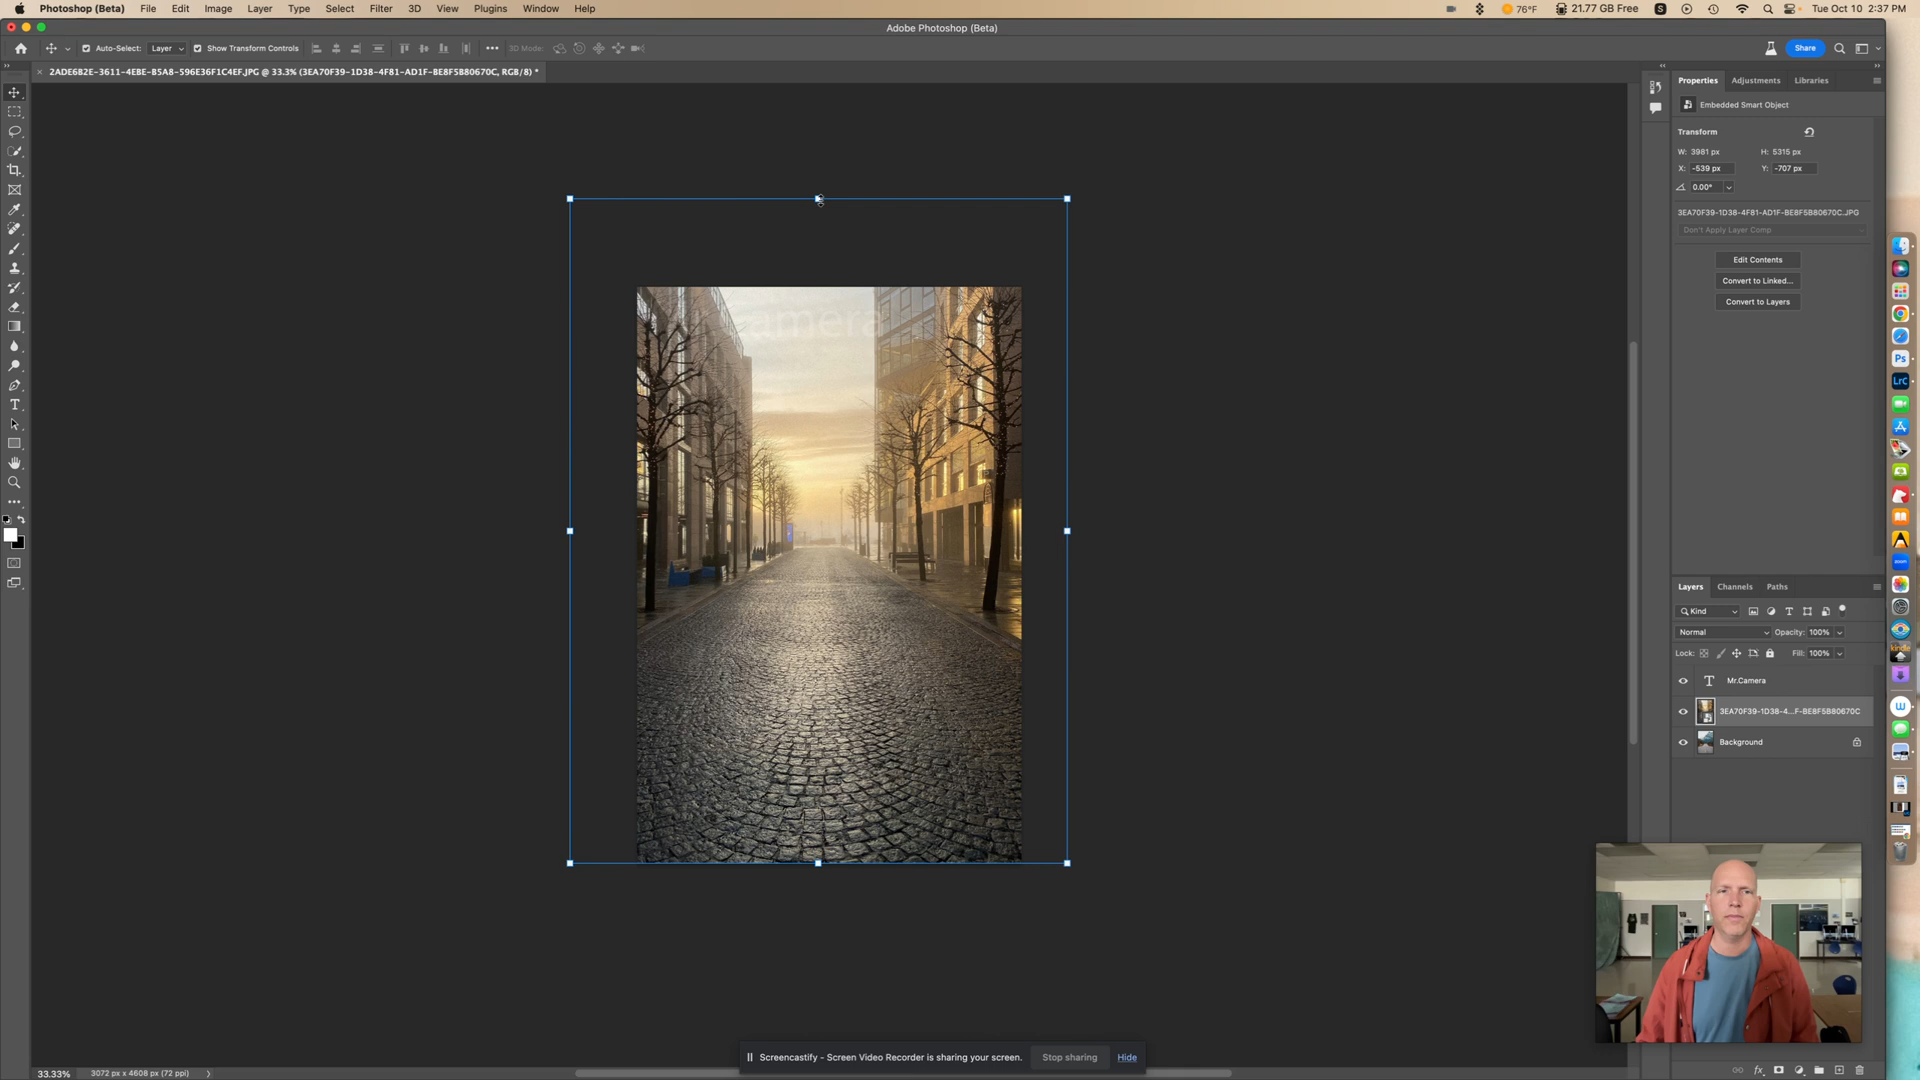 Photoshop (Beta) File Edit Image Layer Type Select Filter 3D View Plugins Window Help 76°F 21.77 GB Free Tue Oct 10 2:37 PM
Adobe Photoshop (Beta)
Auto-Select: Layer Show Transform Controls 3D Mode: Share
2ADE6B2E-3611-4EBE-B5A8-596E36F1C4EF.JPG @ 33.3% (3EA70F39-1D38-4F81-AD1F-BE8F5B80670C, RGB/8) *
Properties Adjustments Libraries
Embedded Smart Object
Transform
W: 3981 px H: 5315 px
X: -539 px Y: -707 px
0.00°
3EA70F39-1D38-4F81-AD1F-BE8F5B80670C.JPG
Don't Apply Layer Comp
Edit Contents
Convert to Linked...
Convert to Layers
Camera
Layers Channels Paths
Kind
Normal Opacity: 100%
Lock: Fill: 100%
Mr.Camera
3EA70F39-1D38-4...F-BE8F5B80670C
Background
Screencastify - Screen Video Recorder is sharing your screen. Stop sharing Hide
33.33% 3072 px x 4608 px (72 ppi)